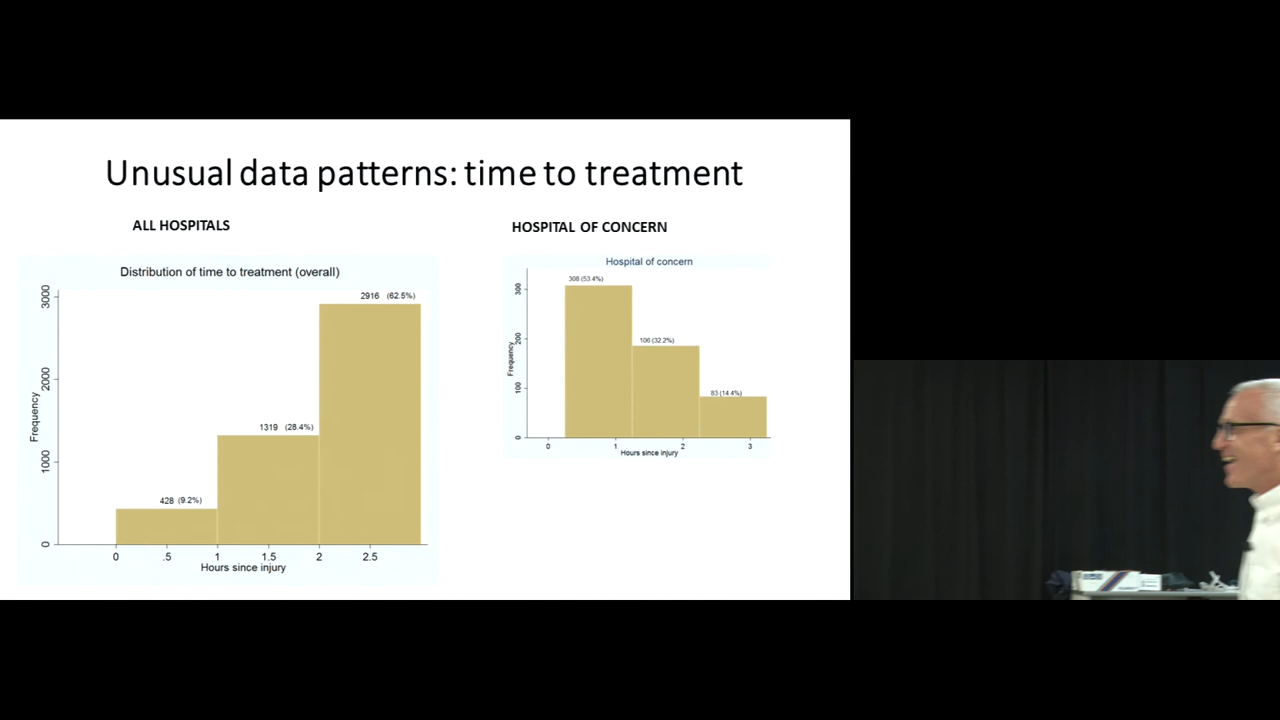 Unusual data patterns: time to treatment
ALL HOSPITALS
HOSPITAL OF CONCERN
Distribution of time to treatment (overall)
2916 (62.5%)
1319 (28.4%)
428 (9.2%)
Frequency
0
1000
2000
3000
0 .5 1 1.5 2 2.5
Hours since injury
Hospital of concern
308 (53.4%)
106 (32.2%)
83 (14.4%)
Frequency
0
100
200
300
0 1 2 3
Hours since injury